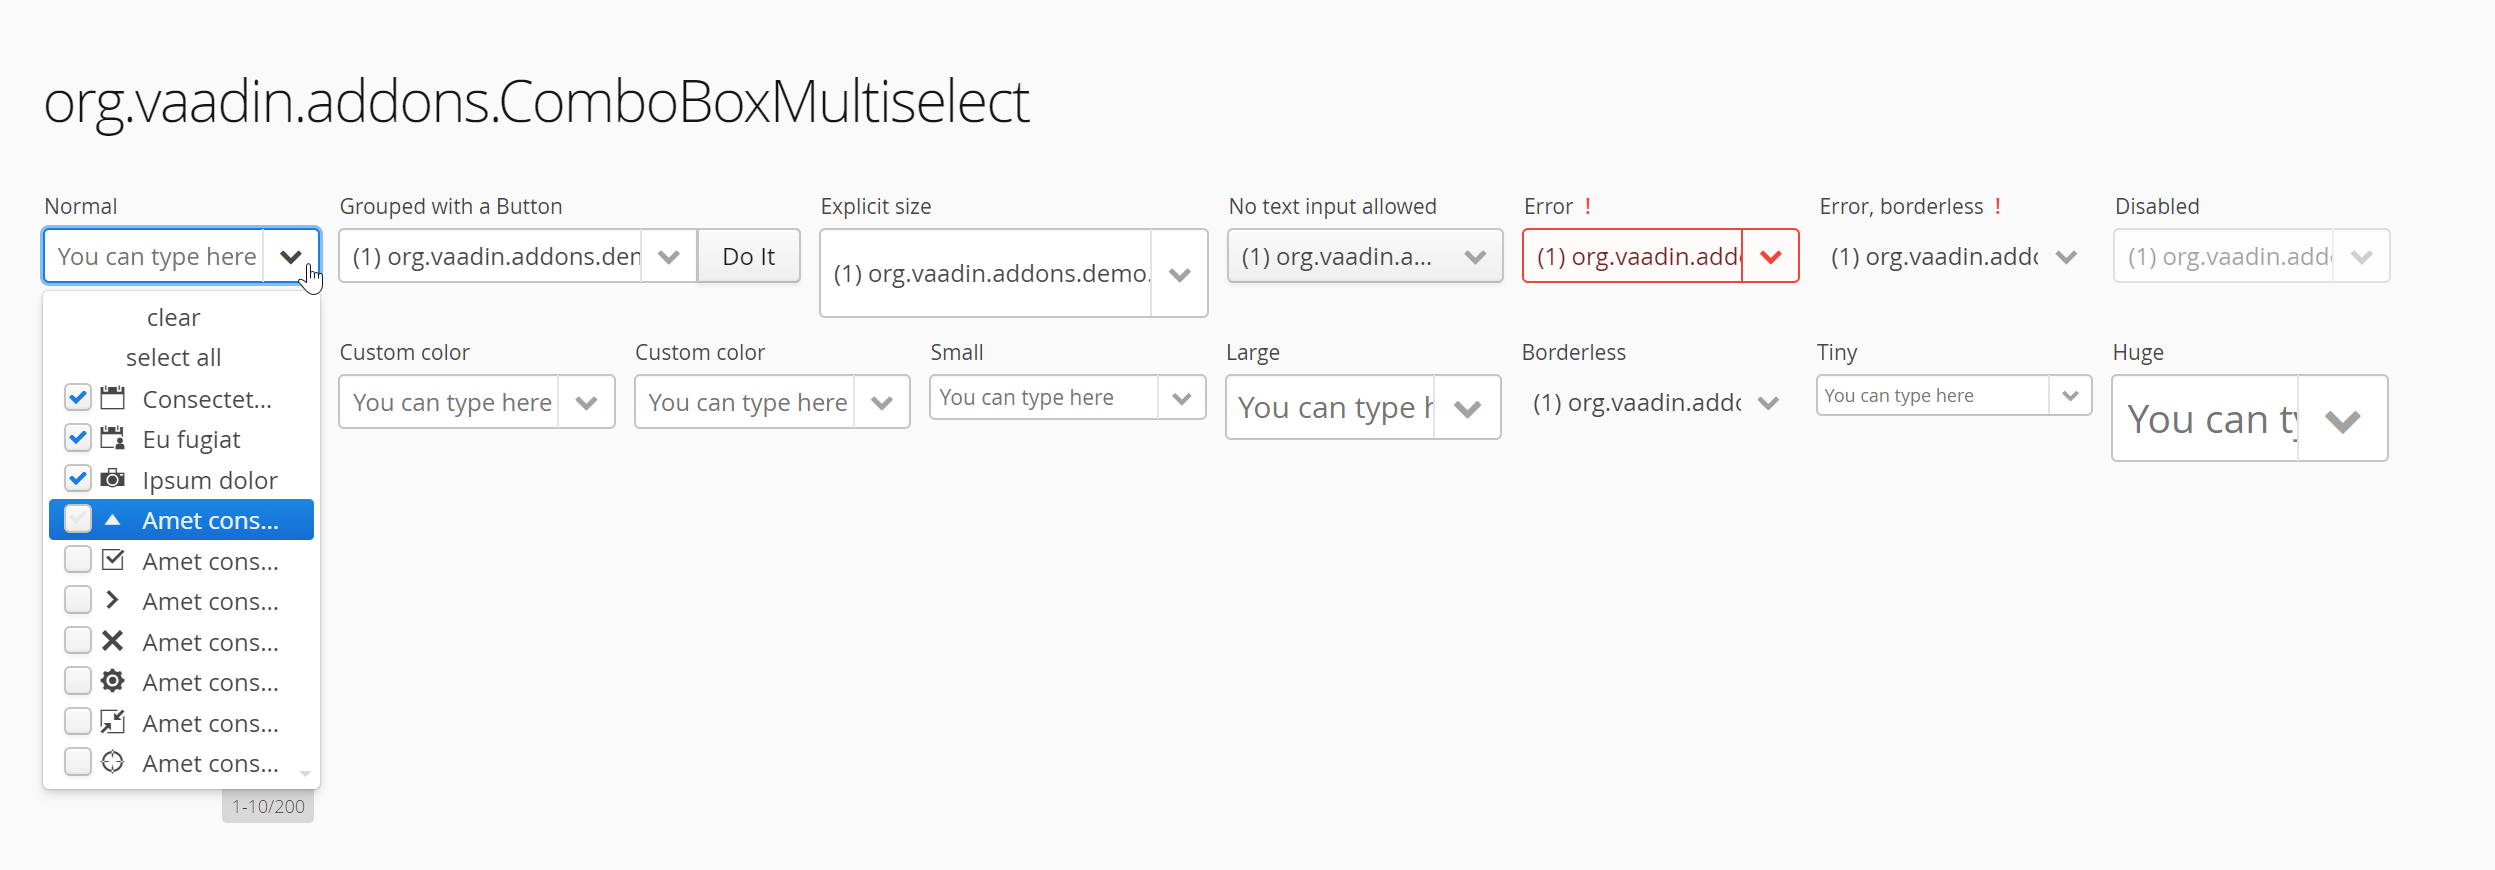 org.vaadin.addons.ComboBoxMultiselect
Normal
Grouped with a Button
Explicit size
No text input allowed
Error !
Error, borderless !
Disabled
You can type here
(1) org.vaadin.addons.den
Do It
(1) org.vaadin.addons.demo.
(1) org.vaadin.a...
(1) org.vaadin.add
(1) org.vaadin.addc
(1) org.vaadin.add
clear
select all
Consectet...
Eu fugiat
Ipsum dolor
Amet cons...
Amet cons...
Amet cons...
Amet cons...
Amet cons...
Amet cons...
Amet cons...
1-10/200
Custom color
Custom color
Small
Large
Borderless
Tiny
Huge
You can type here
You can type here
You can type here
You can type h
(1) org.vaadin.addc
You can type here
You can ty